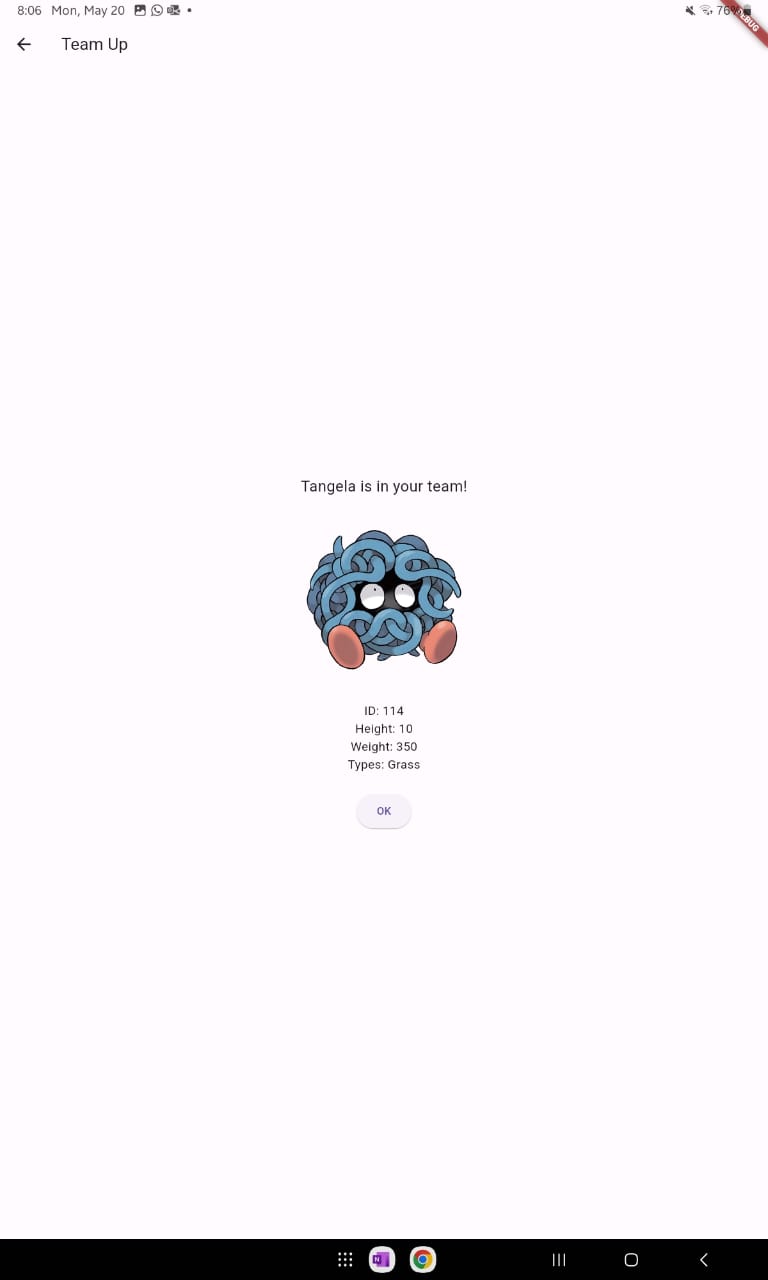 8:06 Mon, May 20 76%
DEBUG
Team Up
Tangela is in your team!
ID: 114
Height: 10
Weight: 350
Types: Grass
OK